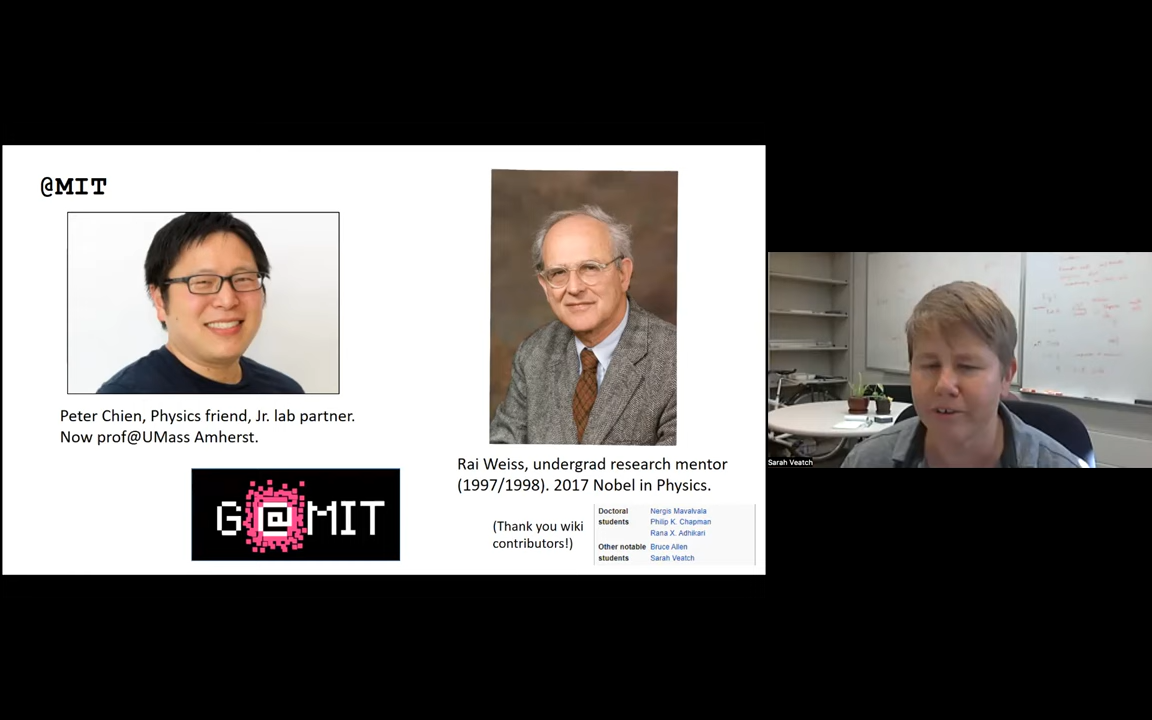 @MIT
Peter Chien, Physics friend, Jr. lab partner.
Now prof@UMass Amherst.
G@MIT
Rai Weiss, undergrad research mentor
(1997/1998). 2017 Nobel in Physics.
(Thank you wiki
contributors!)
Doctoral Nergis Mavalvala
students Philip K. Chapman
Rana X. Adhikari
Other notable Bruce Allen
students Sarah Veatch
Sarah Veatch